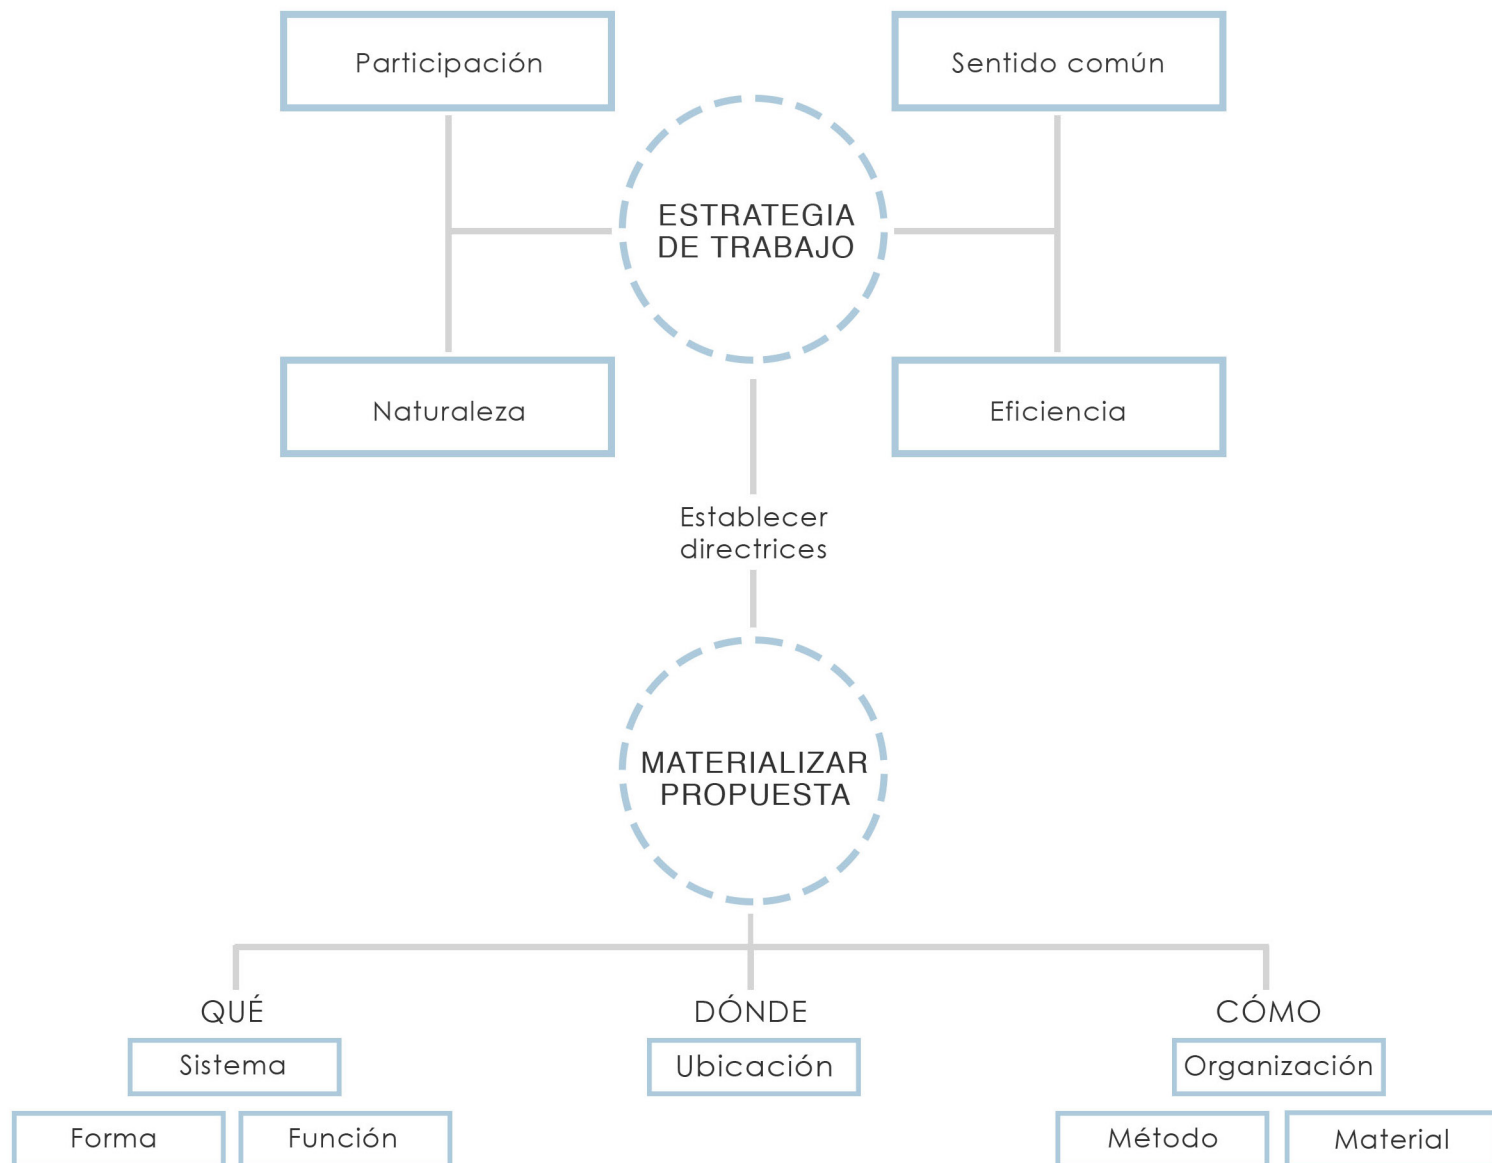 Participación
Sentido común
ESTRATEGIA
DE TRABAJO
Naturaleza
Eficiencia
Establecer
directrices
MATERIALIZAR
PROPUESTA
QUÉ
DÓNDE
CÓMO
Sistema
Ubicación
Organización
Forma
Función
Método
Material